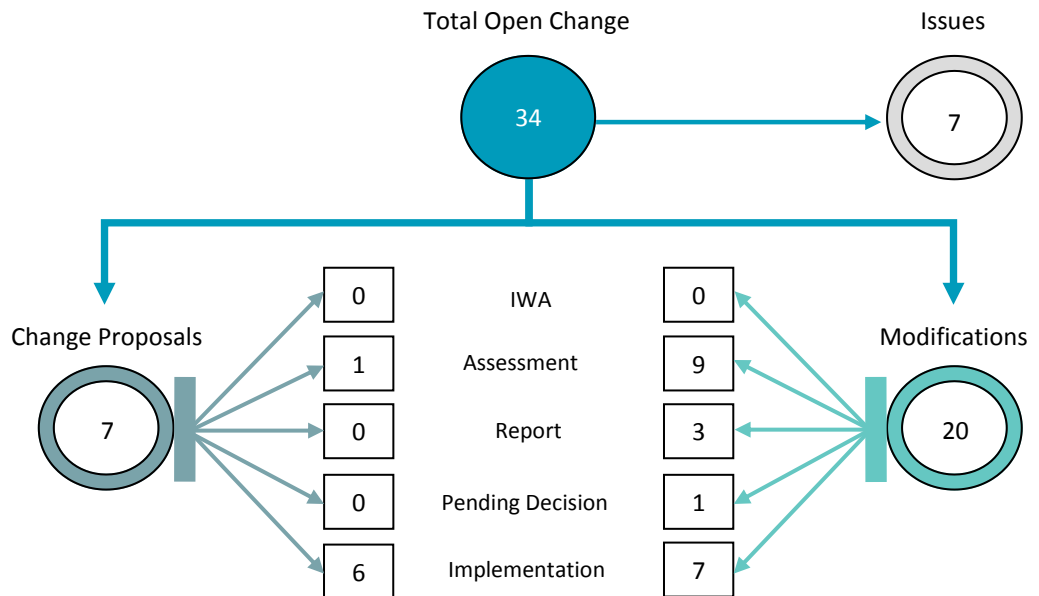 Total Open Change
Issues
34
7
0
IWA
0
Change Proposals
Modifications
1
Assessment
9
7
0
Report
3
20
0
Pending Decision
1
6
Implementation
7